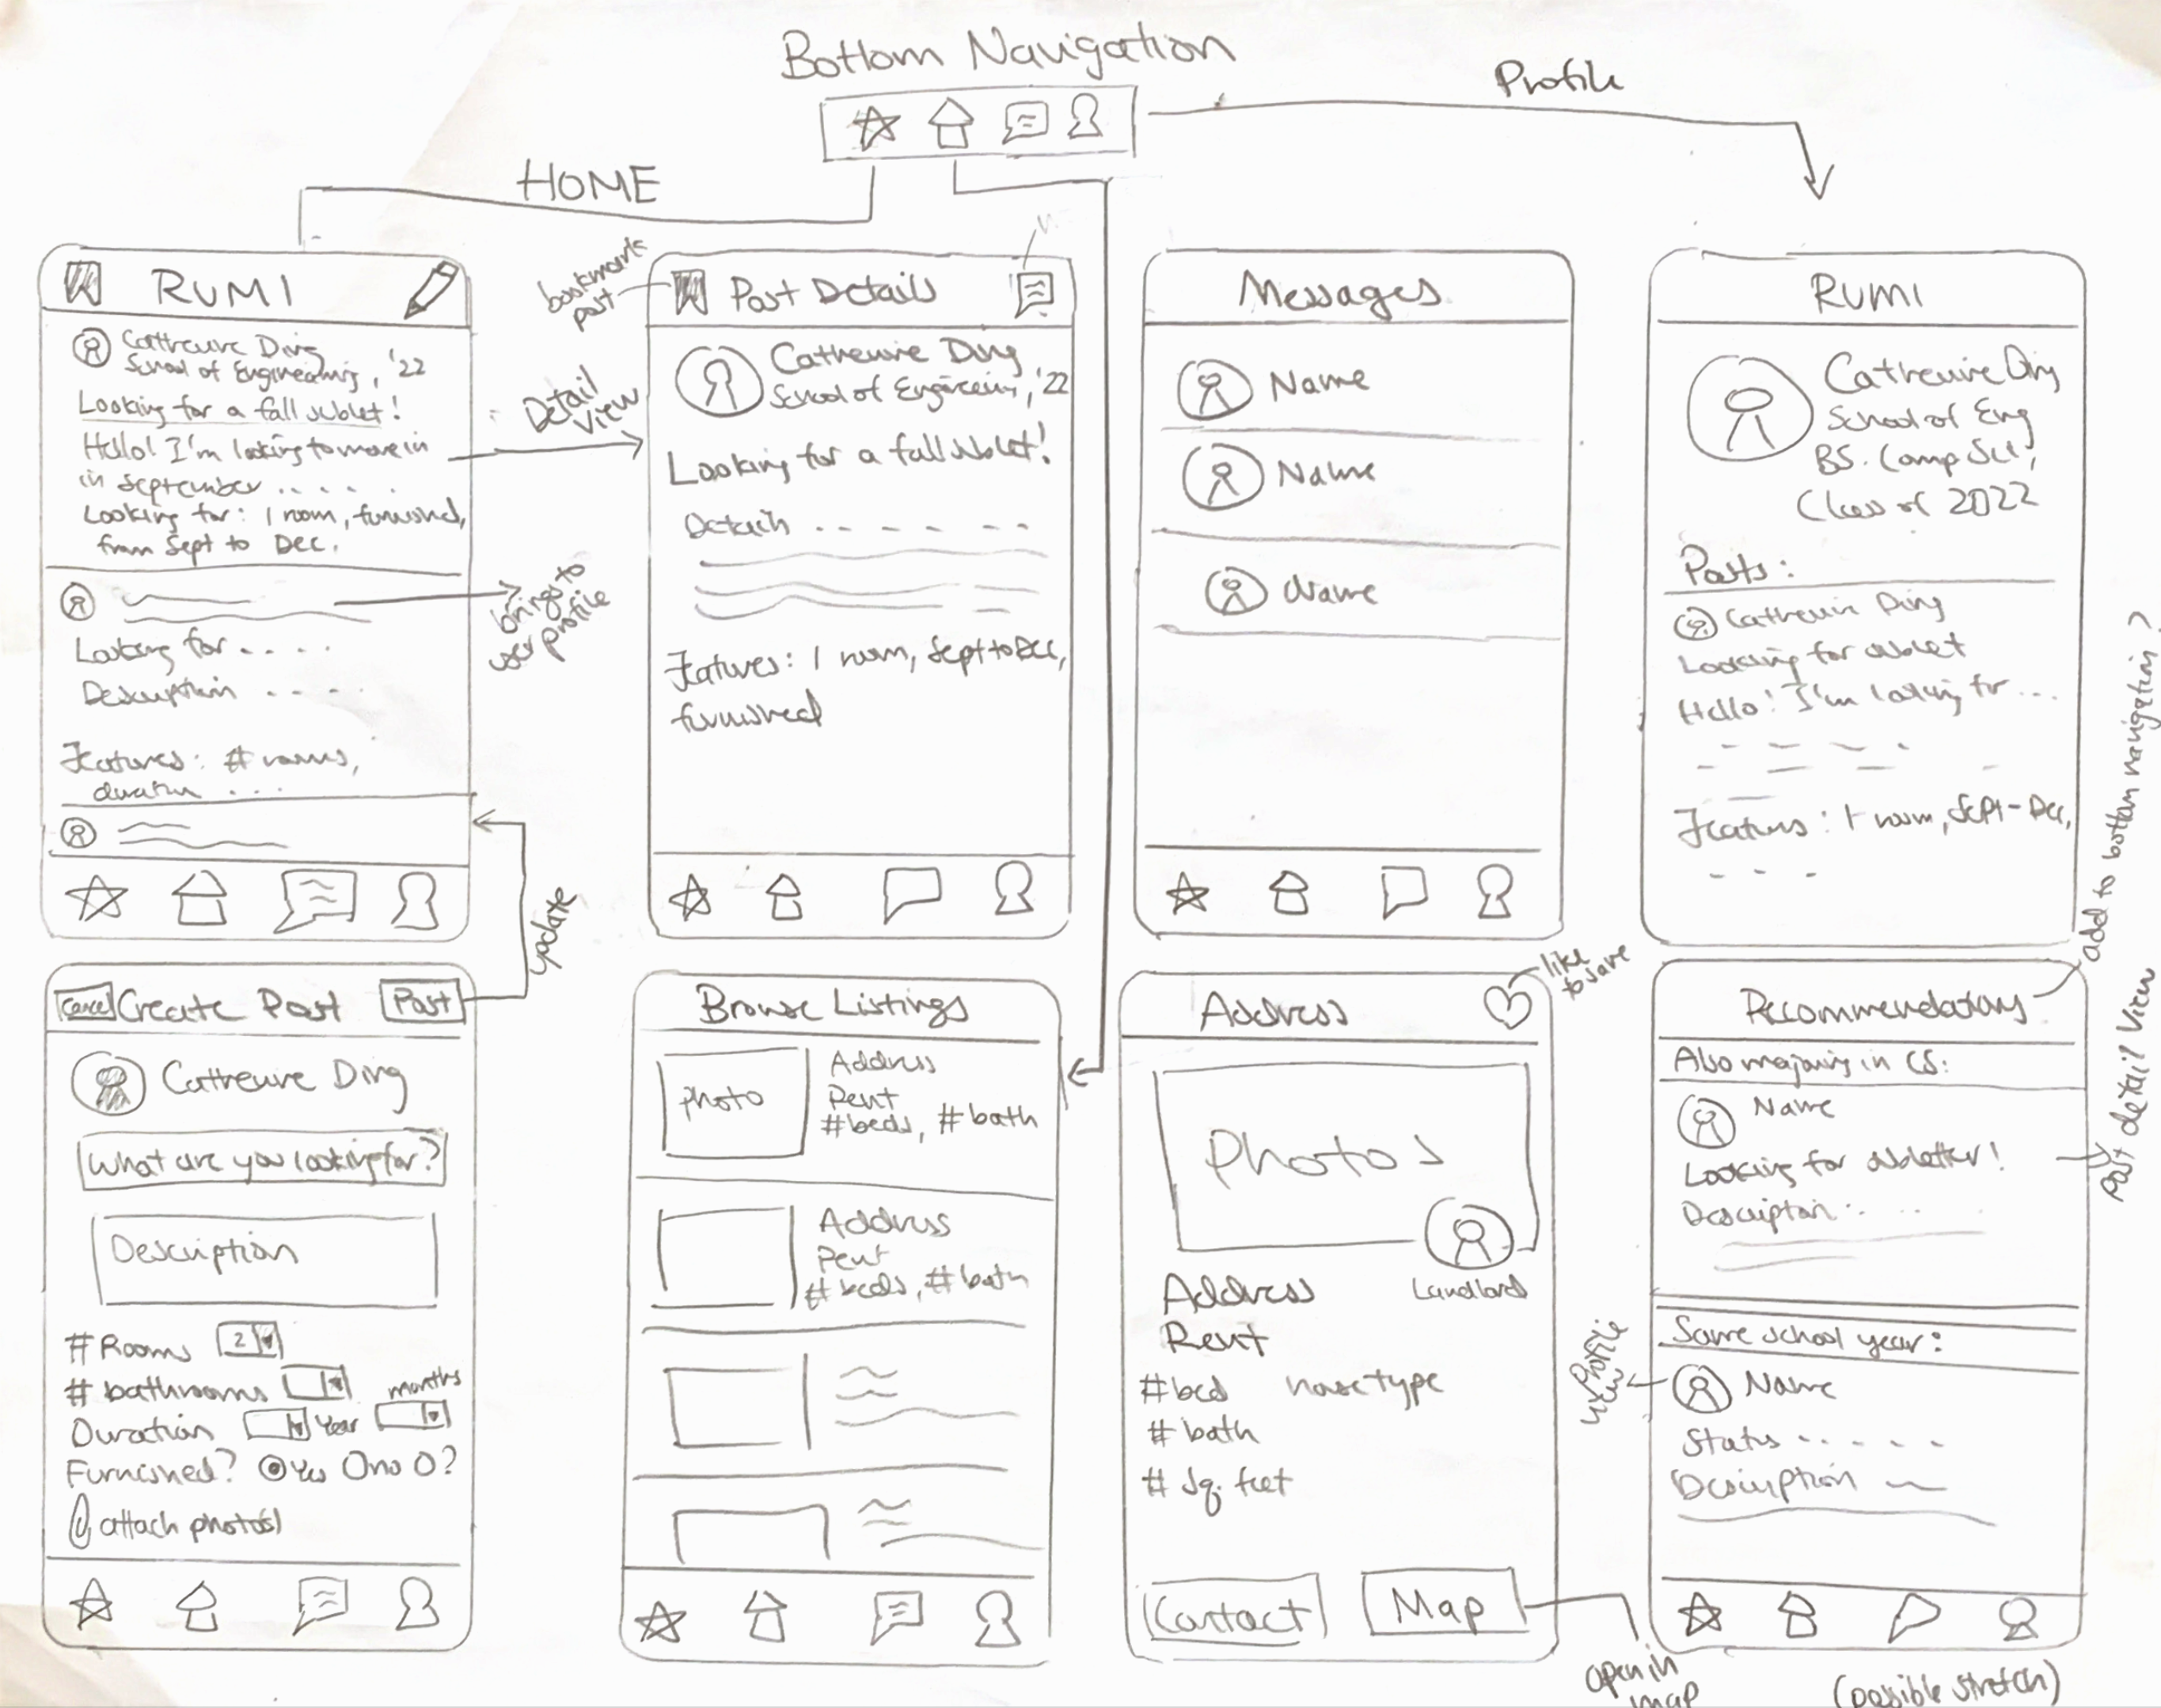 Bottom Navigation
Profile
HOME
RUMI
Catherine Ding
School of Engineering, '22
Looking for a fall sublet!
Hello! I'm looking to move in
in September ....
Looking for: 1 room, furnished,
from Sept to Dec.
Looking for ....
Description ....
Features: # rooms,
duration ...
bookmark
post
Detail
View
brings to
user profile
update
Post Details
Catherine Ding
School of Engineering, '22
Looking for a fall sublet!
Details ......
Features: 1 room, Sept to Dec,
furnished
Messages
Name
Name
Name
RUMI
Catherine Ding
School of Eng
BS. Comp Sci,
Class of 2022
Posts:
Catherine Ding
Looking for sublet
Hello! I'm looking for ...
Features: 1 room, Sept-Dec,
add to bottom navigation?
Cancel Create Post Post
Catherine Ding
What are you looking for?
Description
# Rooms 2
# bathrooms
months
Duration Year
Furnished? Yes no ?
attach photo(s)
Browse Listings
photo
Address
Rent
# beds, # bath
Address
Rent
# beds, # bath
like
to save
Address
Photos
Landlord
Address
Rent
# bed house type
# bath
# sq. feet
Contact Map
open in
map
Recommendations
Also majoring in CS:
Name
Looking for subletter!
Description: . .
Post detail View
Same school year:
Name
Status .....
Description
Profile
View
(possible stretch)